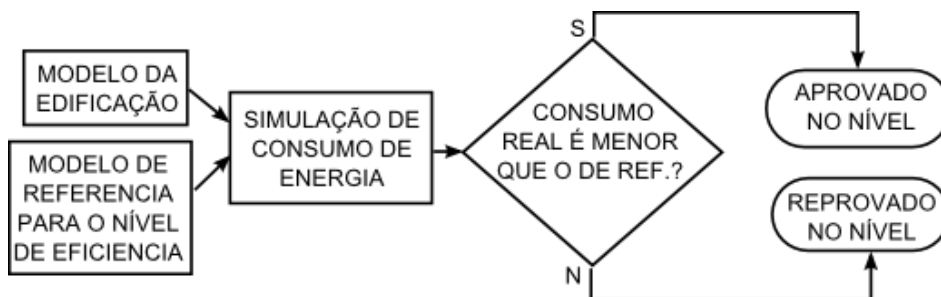 MODELO DA
EDIFICAÇÃO
MODELO DE
REFERENCIA
PARA O NÍVEL
DE EFICIENCIA
SIMULAÇÃO DE
CONSUMO DE
ENERGIA
S
CONSUMO
REAL É MENOR
QUE O DE REF.?
N
APROVADO
NO NÍVEL
REPROVADO
NO NÍVEL